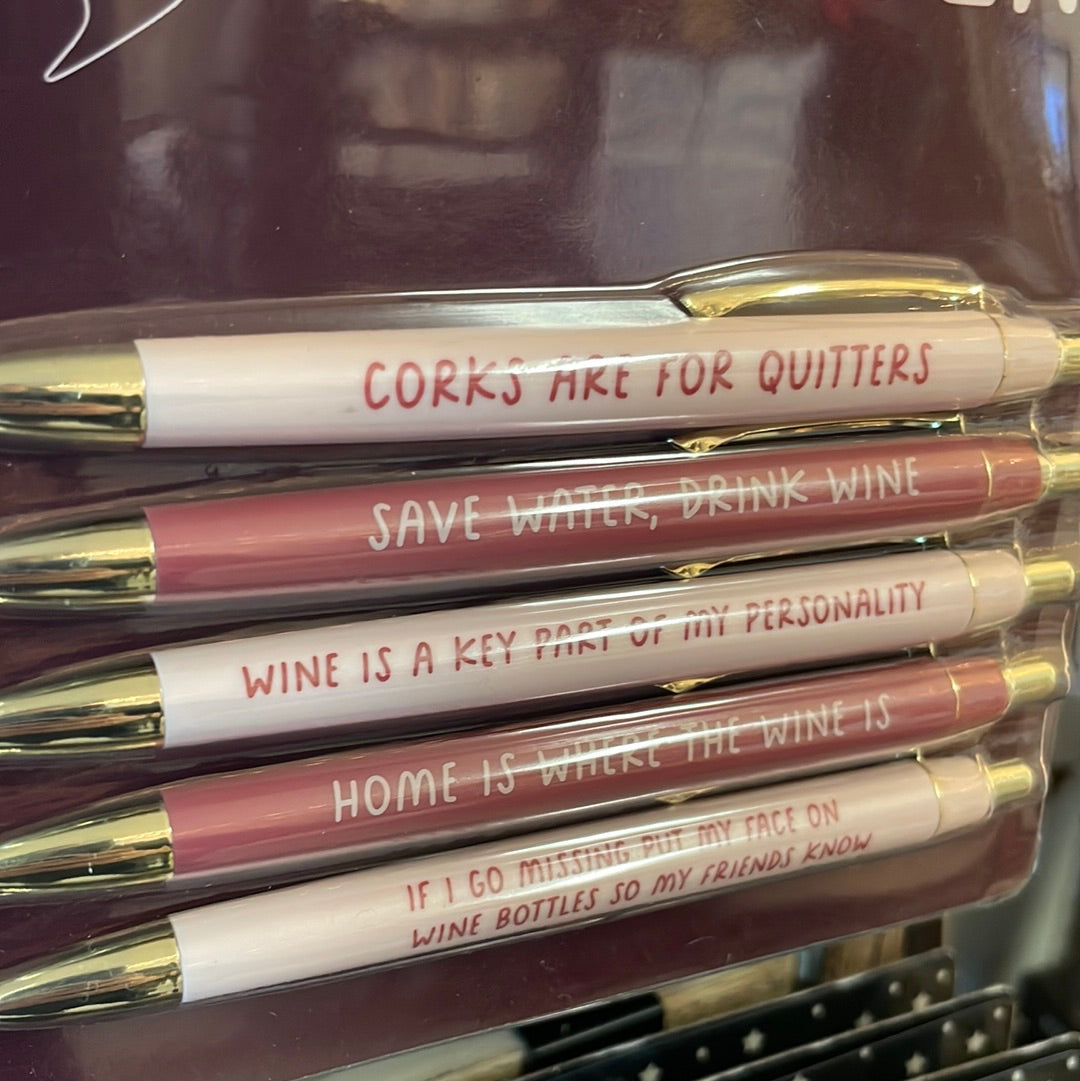 CORKS ARE FOR QUITTERS
SAVE WATER, DRINK WINE
WINE IS A KEY PART OF MY PERSONALITY
HOME IS WHERE THE WINE IS
IF I GO MISSING PUT MY FACE ON
WINE BOTTLES SO MY FRIENDS KNOW